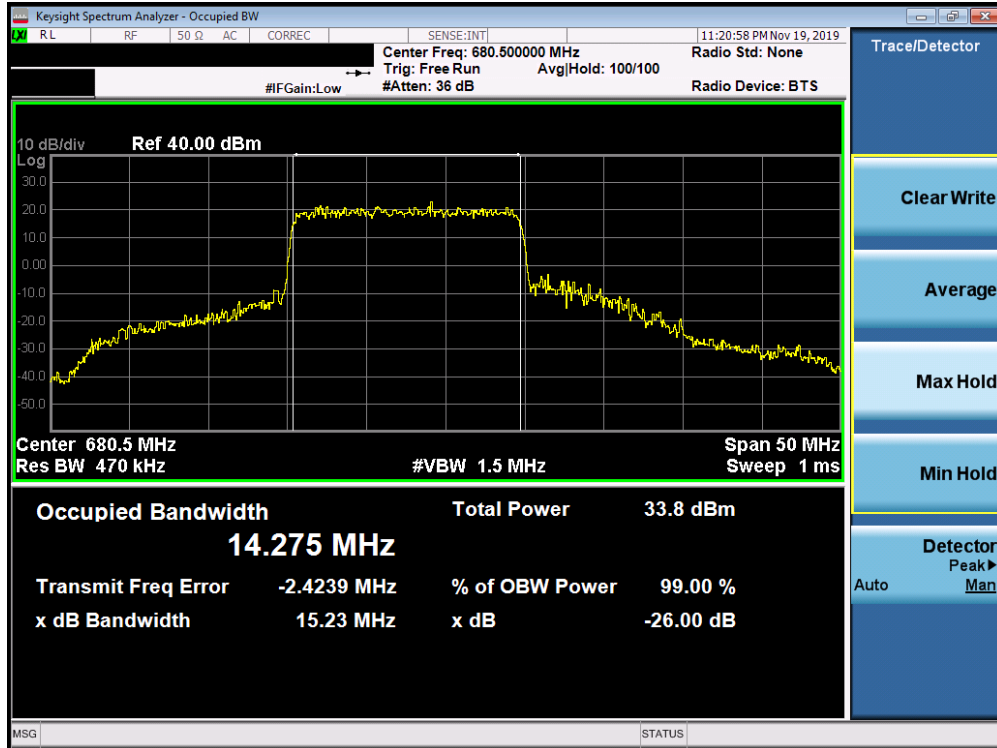 Keysight Spectrum Analyzer - Occupied BW
LXI RL RF 50 Ω AC CORREC SENSE:INT 11:20:58 PM Nov 19, 2019
Center Freq: 680.500000 MHz Radio Std: None
Trig: Free Run Avg|Hold: 100/100
#IFGain:Low #Atten: 36 dB Radio Device: BTS
10 dB/div Ref 40.00 dBm
Log
30.0
20.0
10.0
0.00
-10.0
-20.0
-30.0
-40.0
-50.0
Center 680.5 MHz Span 50 MHz
Res BW 470 kHz #VBW 1.5 MHz Sweep 1 ms
Occupied Bandwidth Total Power 33.8 dBm
14.275 MHz
Transmit Freq Error -2.4239 MHz % of OBW Power 99.00 %
x dB Bandwidth 15.23 MHz x dB -26.00 dB
MSG STATUS
Trace/Detector
Clear Write
Average
Max Hold
Min Hold
Detector
Peak▶
Auto Man